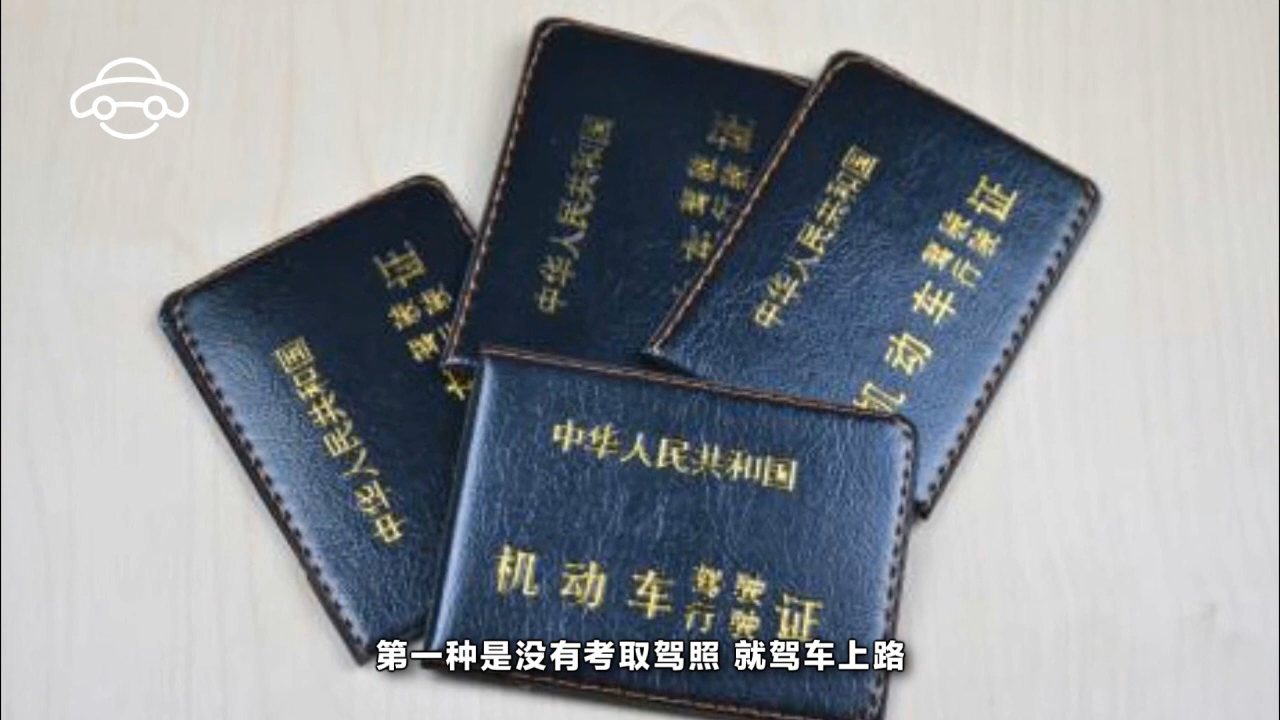 中华人民共和国
证
中华人民共和国
证
中华人民共和国
机动车驾驶行驶证
中华人民共和国
机动车驾驶行驶证
第一种是没有考取驾照 就驾车上路